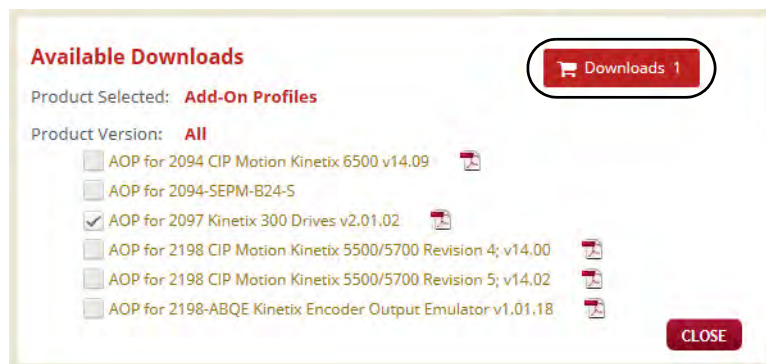 Available Downloads
Downloads 1
Product Selected: Add-On Profiles
Product Version: All
AOP for 2094 CIP Motion Kinetix 6500 v14.09
AOP for 2094-SEPM-B24-S
AOP for 2097 Kinetix 300 Drives v2.01.02
AOP for 2198 CIP Motion Kinetix 5500/5700 Revision 4; v14.00
AOP for 2198 CIP Motion Kinetix 5500/5700 Revision 5; v14.02
AOP for 2198-ABQE Kinetix Encoder Output Emulator v1.01.18
CLOSE